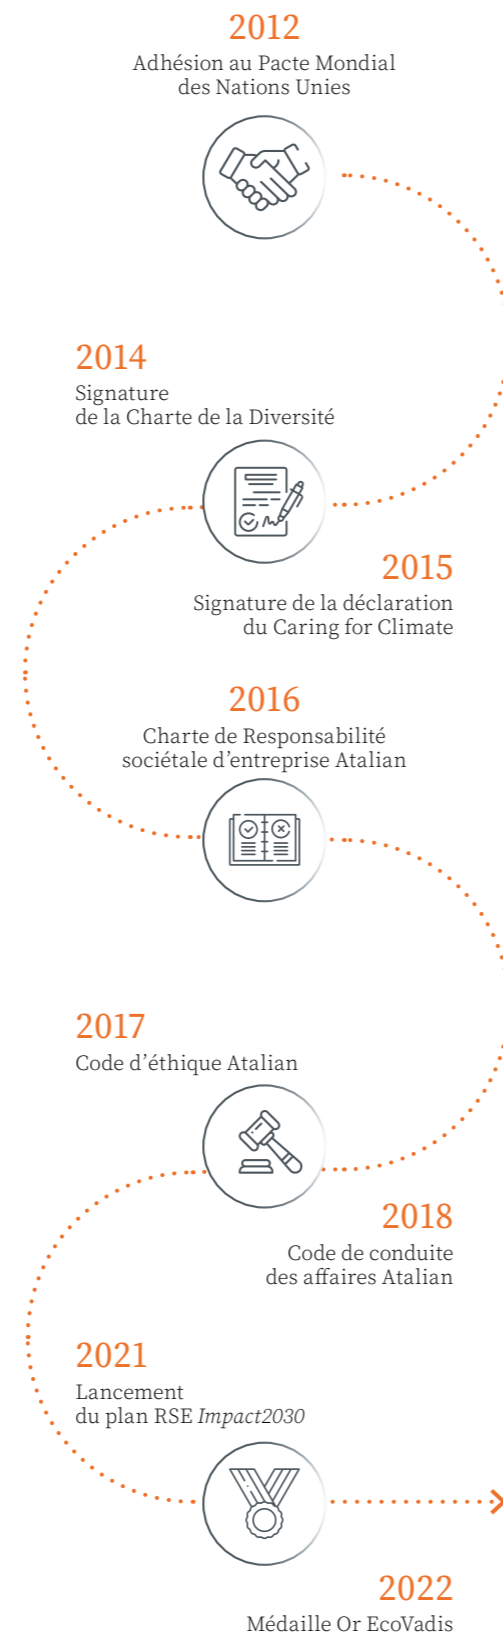 2012
Adhésion au Pacte Mondial
des Nations Unies
2014
Signature
de la Charte de la Diversité
2015
Signature de la déclaration
du Caring for Climate
2016
Charte de Responsabilité
sociétale d’entreprise Atalian
2017
Code d’éthique Atalian
2018
Code de conduite
des affaires Atalian
2021
Lancement
du plan RSE Impact2030
2022
Médaille Or EcoVadis